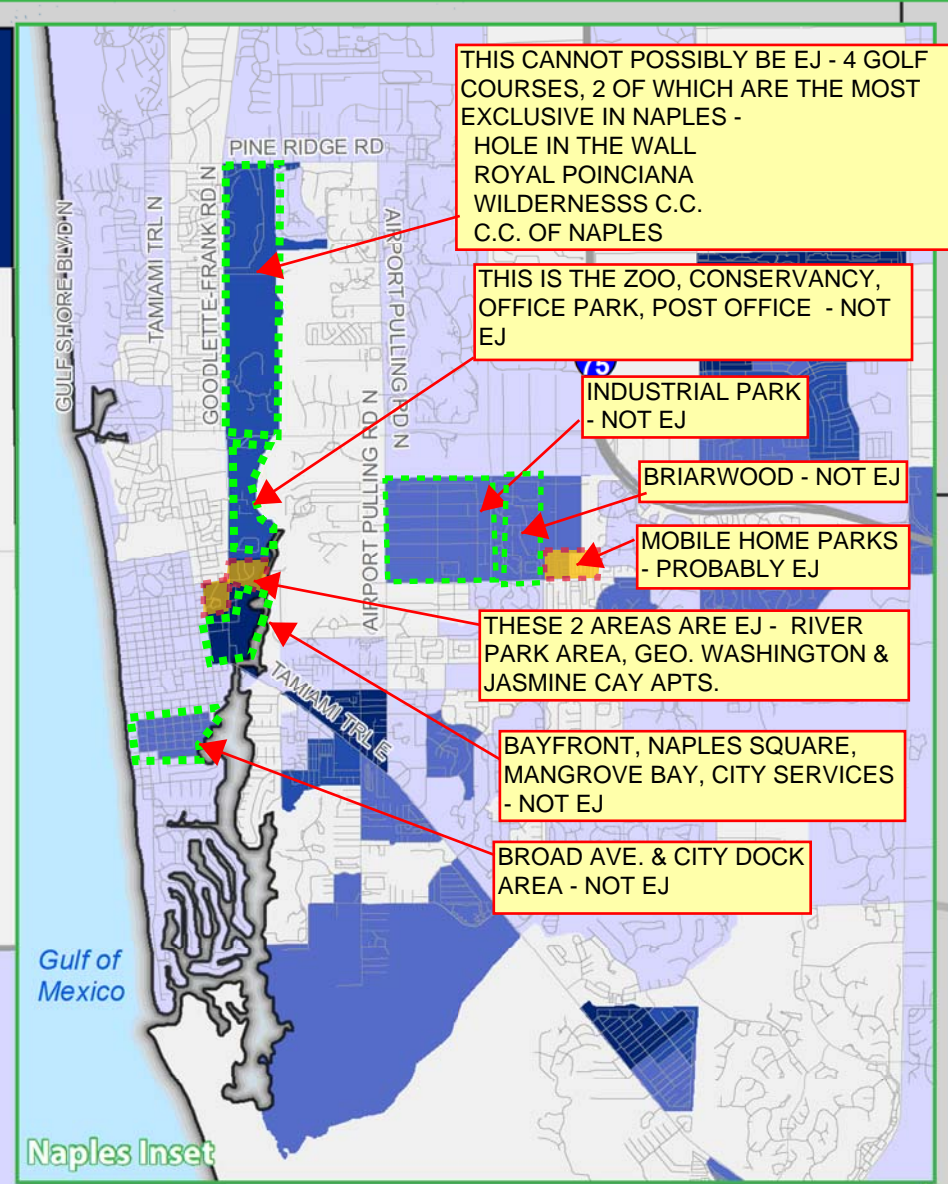 THIS CANNOT POSSIBLY BE EJ - 4 GOLF
COURSES, 2 OF WHICH ARE THE MOST
EXCLUSIVE IN NAPLES -
HOLE IN THE WALL
ROYAL POINCIANA
WILDERNESSS C.C.
C.C. OF NAPLES
PINE RIDGE RD
GULF SHORE BLVD N
TAMIAMI TRL N
GOODLETTE-FRANK RD N
AIRPORT PULLING RD N
THIS IS THE ZOO, CONSERVANCY,
OFFICE PARK, POST OFFICE - NOT
EJ
75
INDUSTRIAL PARK
- NOT EJ
BRIARWOOD - NOT EJ
AIRPORT PULLING RD N
MOBILE HOME PARKS
- PROBABLY EJ
THESE 2 AREAS ARE EJ - RIVER
PARK AREA, GEO. WASHINGTON &
JASMINE CAY APTS.
TAMIAMI TRL E
BAYFRONT, NAPLES SQUARE,
MANGROVE BAY, CITY SERVICES
- NOT EJ
BROAD AVE. & CITY DOCK
AREA - NOT EJ
Gulf of
Mexico
Naples Inset